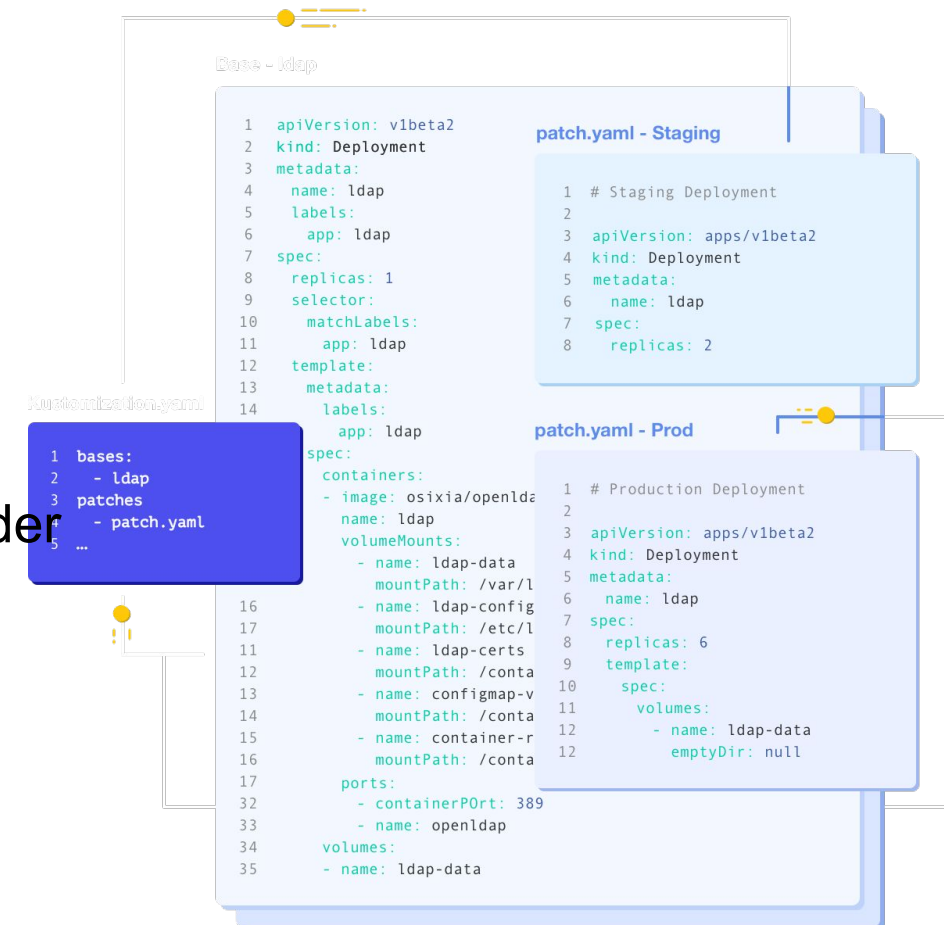 Base - ldap
1 apiVersion: v1beta2
2 kind: Deployment
3 metadata:
4 name: ldap
5 labels:
6 app: ldap
7 spec:
8 replicas: 1
9 selector:
10 matchLabels:
11 app: ldap
12 template:
13 metadata:
14 labels:
app: ldap
spec:
containers:
- image: osixia/openlda
name: ldap
volumeMounts:
- name: ldap-data
mountPath: /var/l
16 - name: ldap-config
17 mountPath: /etc/l
11 - name: ldap-certs
12 mountPath: /conta
13 - name: configmap-v
14 mountPath: /conta
15 - name: container-r
16 mountPath: /conta
17 ports:
32 - containerPOrt: 389
33 - name: openldap
34 volumes:
35 - name: ldap-data
patch.yaml - Staging
1 # Staging Deployment
2
3 apiVersion: apps/v1beta2
4 kind: Deployment
5 metadata:
6 name: ldap
7 spec:
8 replicas: 2
patch.yaml - Prod
1 # Production Deployment
2
3 apiVersion: apps/v1beta2
4 kind: Deployment
5 metadata:
6 name: ldap
7 spec:
8 replicas: 6
9 template:
10 spec:
11 volumes:
12 - name: ldap-data
12 emptyDir: null
Kustomization.yaml
1 bases:
2 - ldap
3 patches
4 - patch.yaml
5 ...
der